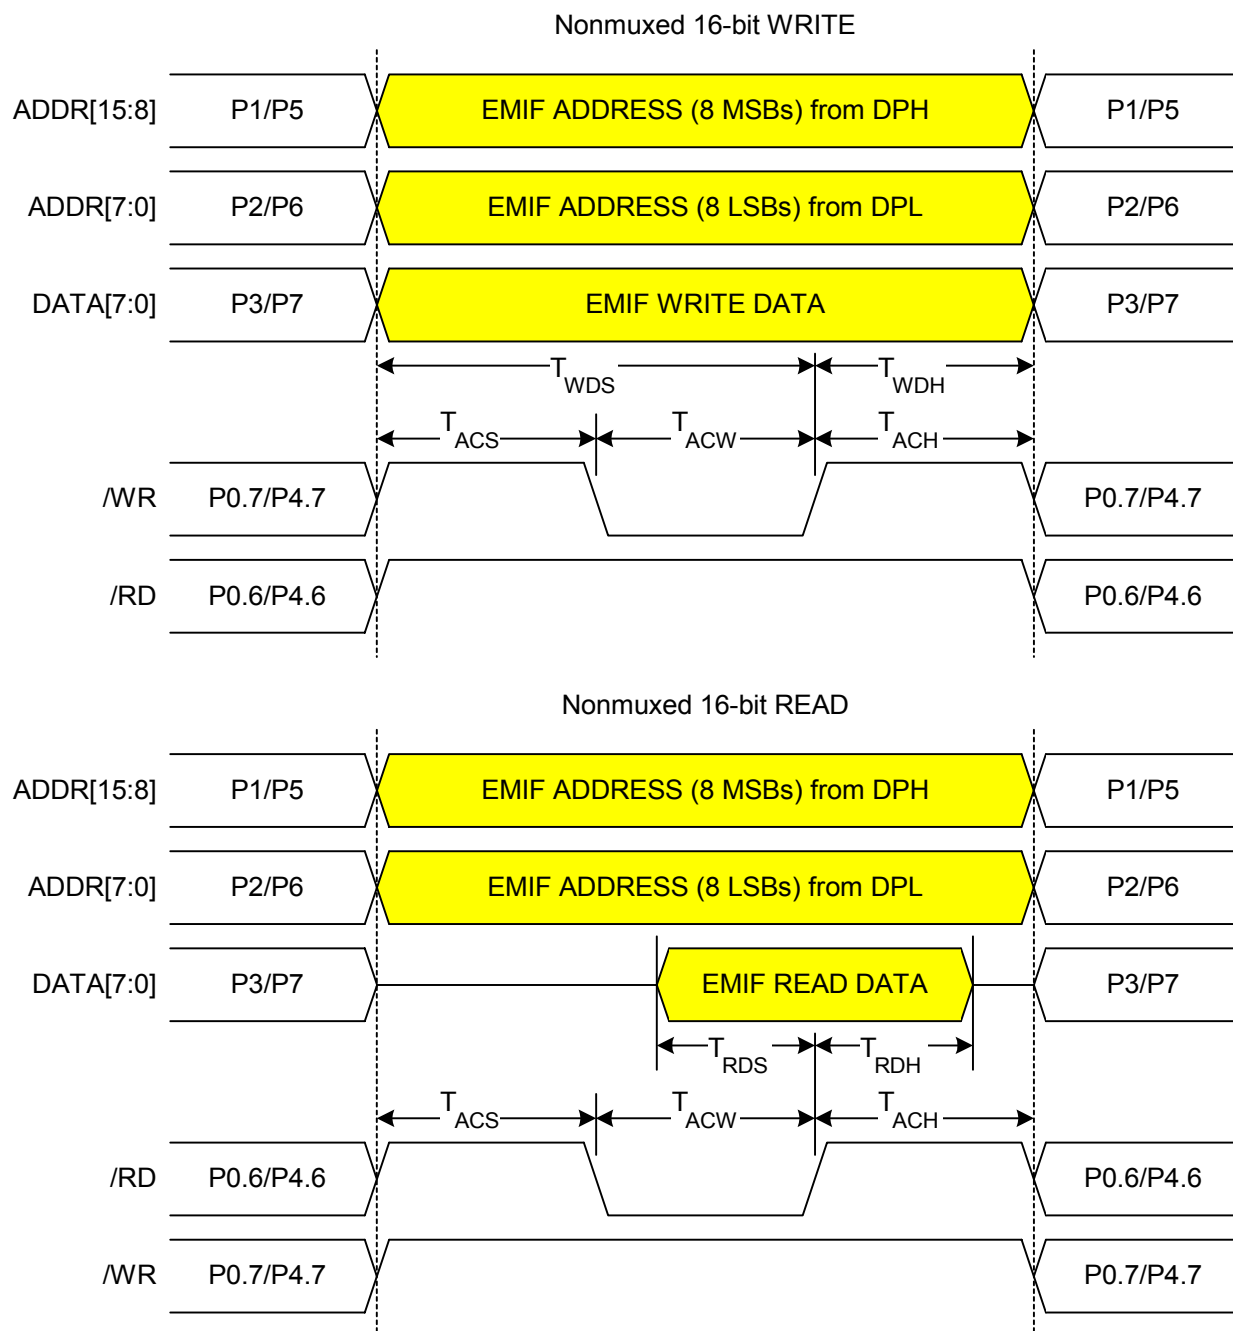 Nonmuxed 16-bit WRITE
ADDR[15:8] P1/P5 EMIF ADDRESS (8 MSBs) from DPH P1/P5
ADDR[7:0] P2/P6 EMIF ADDRESS (8 LSBs) from DPL P2/P6
DATA[7:0] P3/P7 EMIF WRITE DATA P3/P7
TWDS TWDH
TACS TACW TACH
/WR P0.7/P4.7 P0.7/P4.7
/RD P0.6/P4.6 P0.6/P4.6
Nonmuxed 16-bit READ
ADDR[15:8] P1/P5 EMIF ADDRESS (8 MSBs) from DPH P1/P5
ADDR[7:0] P2/P6 EMIF ADDRESS (8 LSBs) from DPL P2/P6
DATA[7:0] P3/P7 EMIF READ DATA P3/P7
TRDS TRDH
TACS TACW TACH
/RD P0.6/P4.6 P0.6/P4.6
/WR P0.7/P4.7 P0.7/P4.7